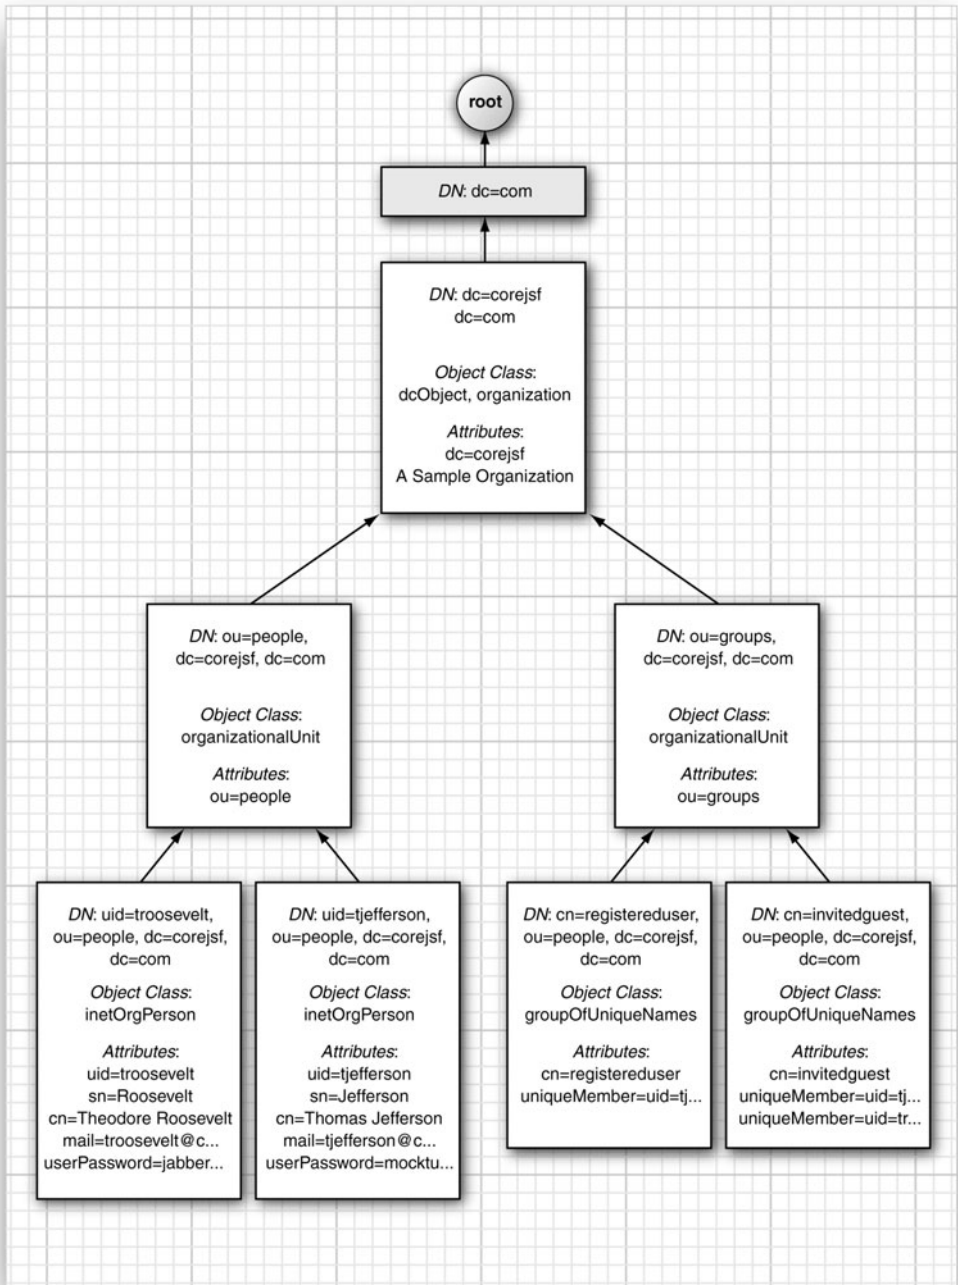 root
DN: dc=com
DN: dc=corejsf
dc=com
Object Class:
dcObject, organization
Attributes:
dc=corejsf
A Sample Organization
DN: ou=people,
dc=corejsf, dc=com
Object Class:
organizationalUnit
Attributes:
ou=people
DN: ou=groups,
dc=corejsf, dc=com
Object Class:
organizationalUnit
Attributes:
ou=groups
DN: uid=troosevelt,
ou=people, dc=corejsf,
dc=com
Object Class:
inetOrgPerson
Attributes:
uid=troosevelt
sn=Roosevelt
cn=Theodore Roosevelt
mail=troosevelt@c...
userPassword=jabber...
DN: uid=tjefferson,
ou=people, dc=corejsf,
dc=com
Object Class:
inetOrgPerson
Attributes:
uid=tjefferson
sn=Jefferson
cn=Thomas Jefferson
mail=tjefferson@c...
userPassword=mocktu...
DN: cn=registereduser,
ou=people, dc=corejsf,
dc=com
Object Class:
groupOfUniqueNames
Attributes:
cn=registereduser
uniqueMember=uid=tj...
DN: cn=invitedguest,
ou=people, dc=corejsf,
dc=com
Object Class:
groupOfUniqueNames
Attributes:
cn=invitedguest
uniqueMember=uid=tj...
uniqueMember=uid=tr...